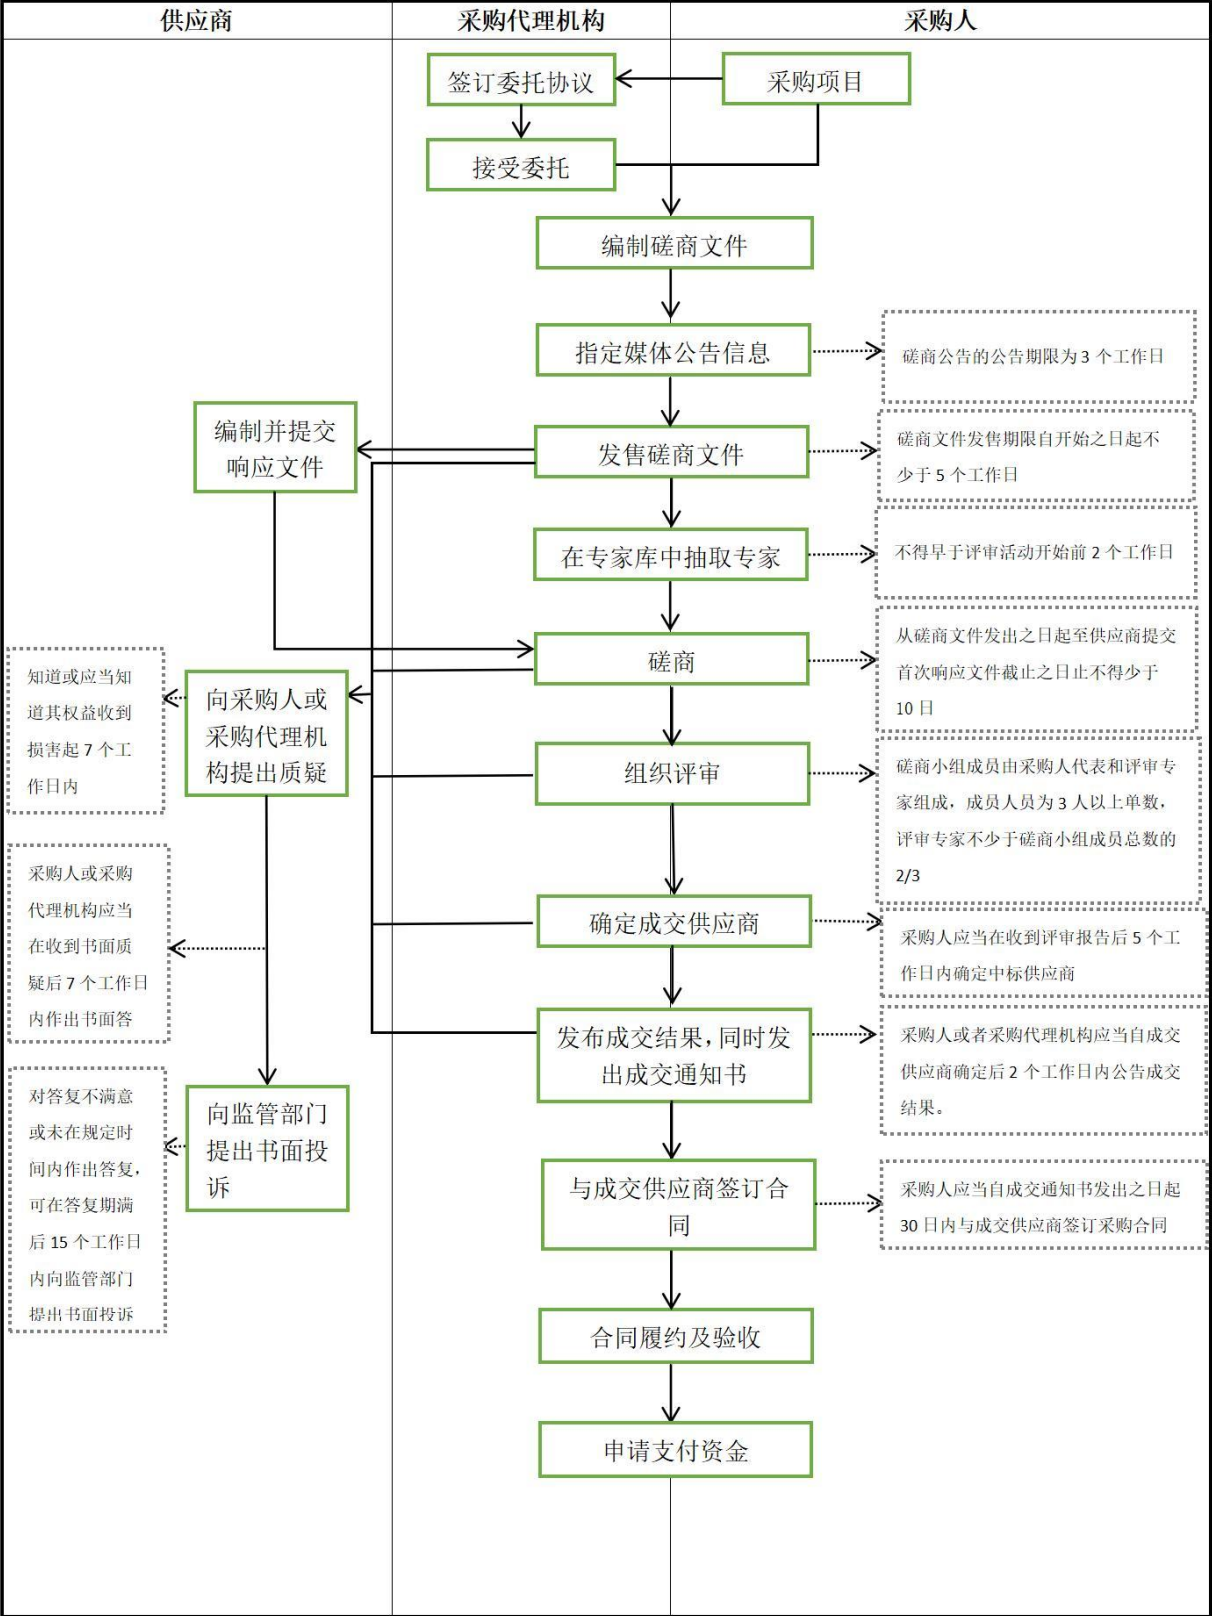 供应商
采购代理机构
采购人
签订委托协议
采购项目
接受委托
编制磋商文件
指定媒体公告信息
磋商公告的公告期限为 3 个工作日
编制并提交
响应文件
发售磋商文件
磋商文件发售期限自开始之日起不
少于 5 个工作日
在专家库中抽取专家
不得早于评审活动开始前 2 个工作日
磋商
从磋商文件发出之日起至供应商提交
首次响应文件截止之日止不得少于
10 日
知道或应当知
道其权益收到
损害起 7 个工
作日内
向采购人或
采购代理机
构提出质疑
组织评审
磋商小组成员由采购人代表和评审专
家组成，成员人员为 3 人以上单数，
评审专家不少于磋商小组成员总数的
2/3
采购人或采购
代理机构应当
在收到书面质
疑后 7 个工作日
内作出书面答
确定成交供应商
采购人应当在收到评审报告后 5 个工
作日内确定中标供应商
发布成交结果，同时发
出成交通知书
采购人或者采购代理机构应当自成交
供应商确定后 2 个工作日内公告成交
结果。
对答复不满意
或未在规定时
间内作出答复，
可在答复期满
后 15 个工作日
内向监管部门
提出书面投诉
向监管部门
提出书面投
诉
与成交供应商签订合
同
采购人应当自成交通知书发出之日起
30 日内与成交供应商签订采购合同
合同履约及验收
申请支付资金